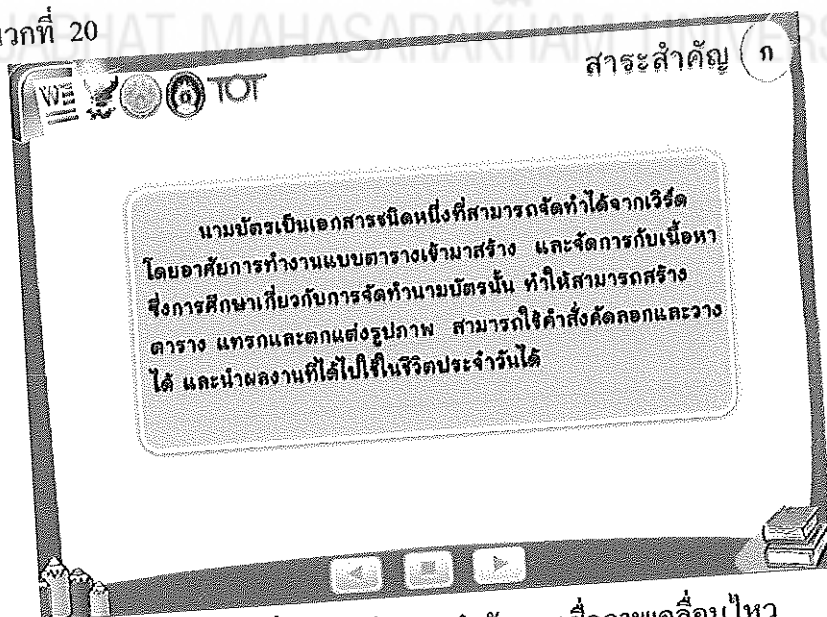 วกที่ 20
สาระสำคัญ ก
TOT
นามบัตรเป็นเอกสารชนิดหนึ่งที่สามารถจัดทำได้จากเวิร์ด
โดยอาศัยการทำงานแบบตารางเข้ามาสร้าง และจัดการกับเนื้อหา
ซึ่งการศึกษาเกี่ยวกับการจัดทำนามบัตรนั้น ทำให้สามารถสร้าง
ตาราง แทรกและตกแต่งรูปภาพ สามารถใช้คำสั่งคัดลอกและวาง
ได้ และนำผลงานที่ได้ไปใช้ในชีวิตประจำวันได้